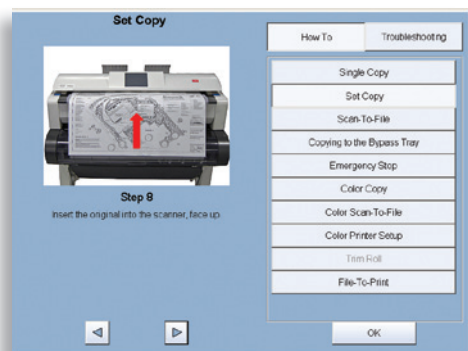 Set Copy
Step 8
Insert the original into the scanner, face up.
How To
Troubleshooting
Single Copy
Set Copy
Scan-To-File
Copying to the Bypass Tray
Emergency Stop
Color Copy
Color Scan-To-File
Color Printer Setup
Trim Roll
File-To-Print
OK